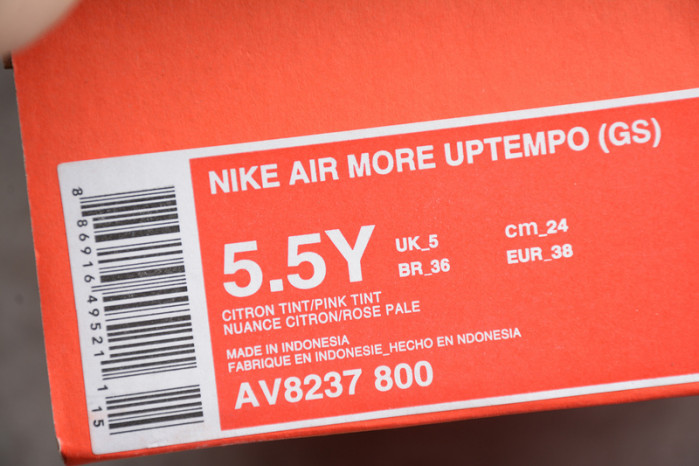 NIKE AIR MORE UPTEMPO (GS)
5.5Y
UK_5 cm_24
BR_36 EUR_38
CITRON TINT/PINK TINT
NUANCE CITRON/ROSE PALE
MADE IN INDONESIA
FABRIQUE EN INDONESIE_HECHO EN NDONESIA
AV8237 800
8 86916 49521 1 15